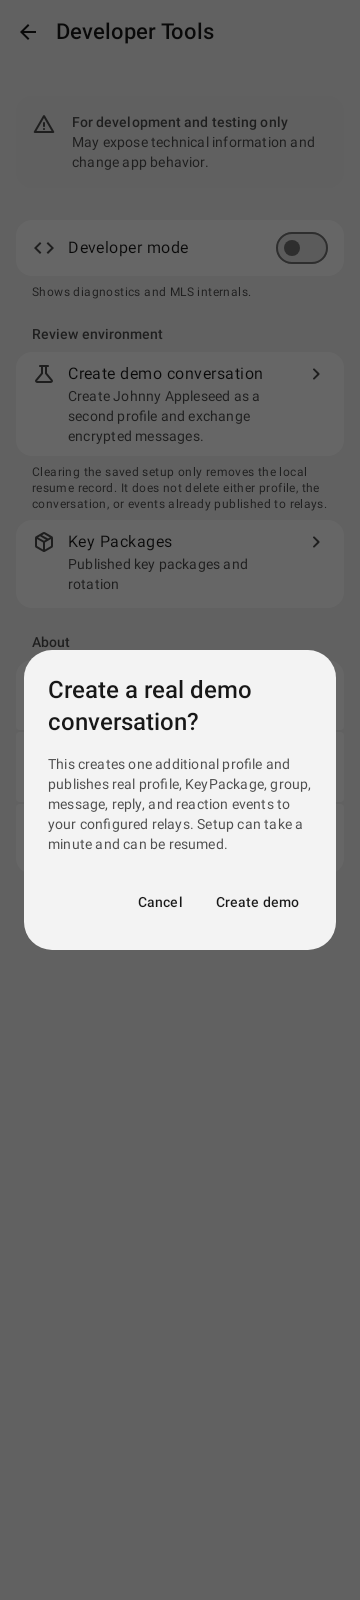 Developer Tools
For development and testing only
May expose technical information and
change app behavior.
Developer mode
Shows diagnostics and MLS internals.
Review environment
Create demo conversation
Create Johnny Appleseed as a
second profile and exchange
encrypted messages.
Clearing the saved setup only removes the local
resume record. It does not delete either profile, the
conversation, or events already published to relays.
Key Packages
Published key packages and
rotation
About
Create a real demo
conversation?
This creates one additional profile and
publishes real profile, KeyPackage, group,
message, reply, and reaction events to
your configured relays. Setup can take a
minute and can be resumed.
Cancel
Create demo